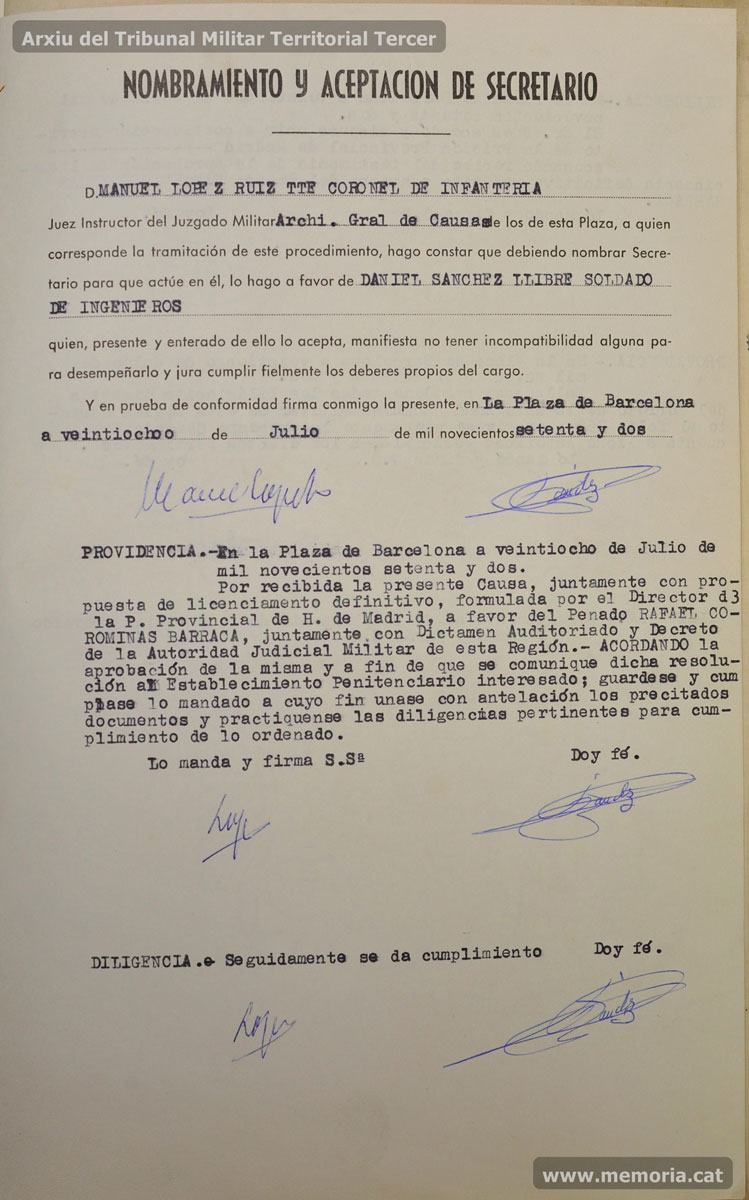 Arxiu del Tribunal Militar Territorial Tercer
NOMBRAMIENTO Y ACEPTACION DE SECRETARIO
D. MANUEL LOPEZ RUIZ TTE CORONEL DE INFANTERIA
Juez Instructor del Juzgado Militar Archi. Gral de Causas de los de esta Plaza, a quien
corresponde la tramitación de este procedimiento, hago constar que debiendo nombrar Secre-
tario para que actúe en él, lo hago a favor de DANIEL SANCHEZ LLIBRE SOLDADO
DE INGENIEROS
quien, presente y enterado de ello lo acepta, manifiesta no tener incompatibilidad alguna pa-
ra desempeñarlo y jura cumplir fielmente los deberes propios del cargo.
Y en prueba de conformidad firma conmigo la presente, en La Plaza de Barcelona
a veintiochoo de Julio de mil novecientos setenta y dos
PROVIDENCIA.-En la Plaza de Barcelona a veintiocho de Julio de
mil novecientos setenta y dos.
Por recibida la presente Causa, juntamente con pro-
puesta de licenciamento definitivo, formulada por el Director d3
la P. Provincial de H. de Madrid, a favor del Penado RAFAEL CO-
ROMINAS BARRACA, juntamente con Dictamen Auditoriado y Decreto
de la Autoridad Judicial Militar de esta Región.- ACORDANDO la
aprobación de la misma y a fin de que se comunique dicha resolu-
ción al Establecimiento Penitenciario interesado; guardese y cum
plase lo mandado a cuyo fin unase con antelación los precitados
documentos y practiquense las diligencias pertinentes para cum-
plimiento de lo ordenado.
Lo manda y firma S.Sª Doy fé.
DILIGENCIA.- Seguidamente se da cumplimiento Doy fé.
www.memoria.cat